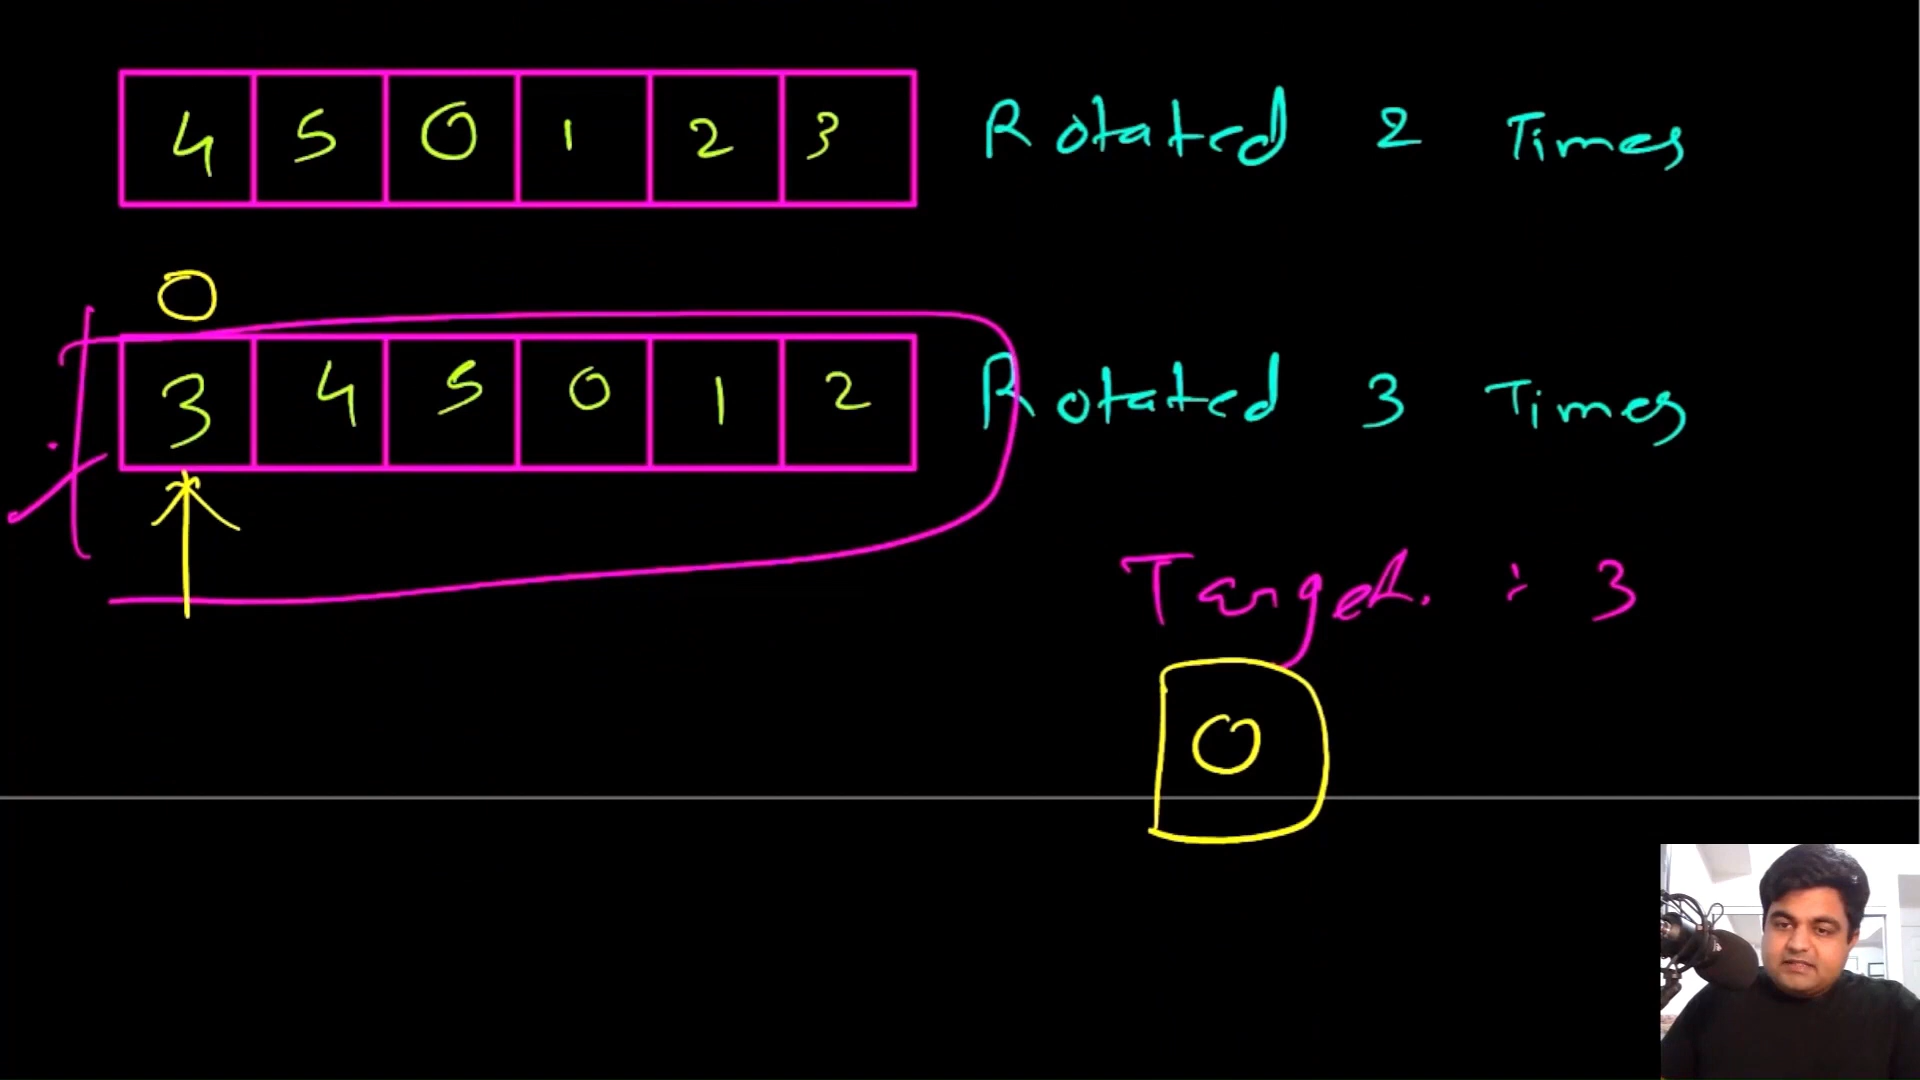 4 5 0 1 2 3 Rotated 2 Times
0
3 4 5 0 1 2 Rotated 3 Times
Target. : 3
0